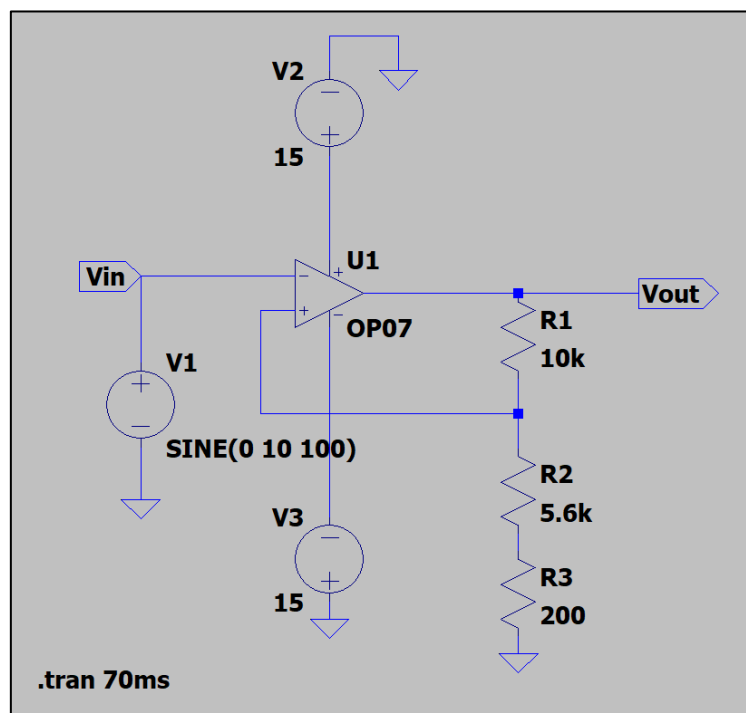 V2
15
U1
Vin
Vout
OP07
R1
10k
V1
SINE(0 10 100)
R2
5.6k
V3
15
R3
200
.tran 70ms